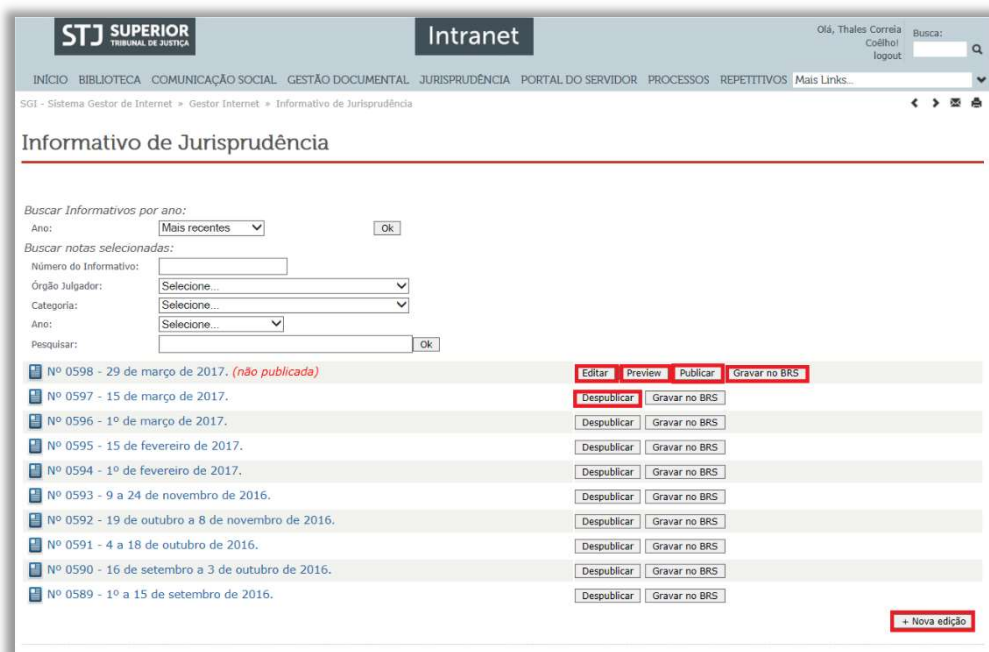 STJ SUPERIOR TRIBUNAL DE JUSTIÇA
Intranet
Olá, Thales Correia Coêlho!
logout
Busca:
INÍCIO BIBLIOTECA COMUNICAÇÃO SOCIAL GESTÃO DOCUMENTAL JURISPRUDÊNCIA PORTAL DO SERVIDOR PROCESSOS REPETITIVOS Mais Links...
SGI - Sistema Gestor de Internet » Gestor Internet » Informativo de Jurisprudência
Informativo de Jurisprudência
Buscar Informativos por ano:
Ano: Mais recentes Ok
Buscar notas selecionadas:
Número do Informativo:
Órgão Julgador: Selecione...
Categoria: Selecione...
Ano: Selecione...
Pesquisar: Ok
Nº 0598 - 29 de março de 2017. (não publicada) Editar Preview Publicar Gravar no BRS
Nº 0597 - 15 de março de 2017. Despublicar Gravar no BRS
Nº 0596 - 1º de março de 2017. Despublicar Gravar no BRS
Nº 0595 - 15 de fevereiro de 2017. Despublicar Gravar no BRS
Nº 0594 - 1º de fevereiro de 2017. Despublicar Gravar no BRS
Nº 0593 - 9 a 24 de novembro de 2016. Despublicar Gravar no BRS
Nº 0592 - 19 de outubro a 8 de novembro de 2016. Despublicar Gravar no BRS
Nº 0591 - 4 a 18 de outubro de 2016. Despublicar Gravar no BRS
Nº 0590 - 16 de setembro a 3 de outubro de 2016. Despublicar Gravar no BRS
Nº 0589 - 1º a 15 de setembro de 2016. Despublicar Gravar no BRS
+ Nova edição